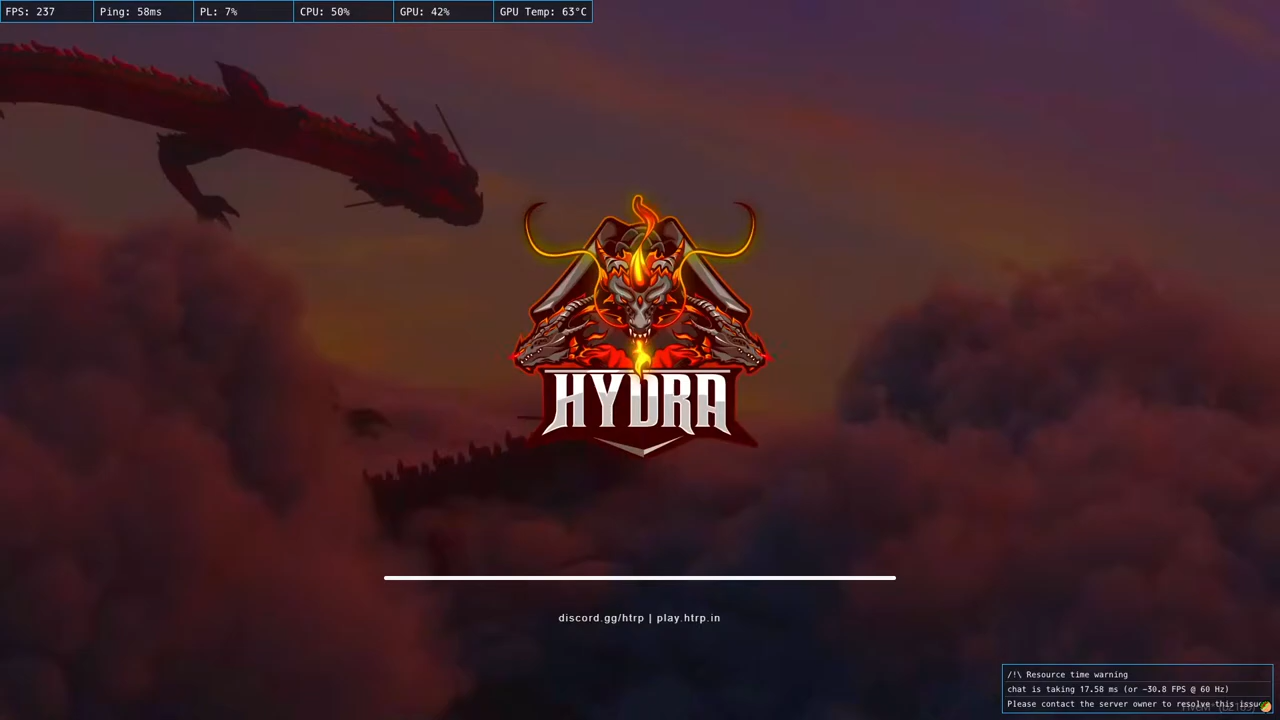 FPS: 237 Ping: 58ms PL: 7% CPU: 50% GPU: 42% GPU Temp: 63°C
HYDRA
discord.gg/htrp | play.htrp.in
/!\ Resource time warning
chat is taking 17.58 ms (or ~30.8 FPS @ 60 Hz)
Please contact the server owner to resolve this issue